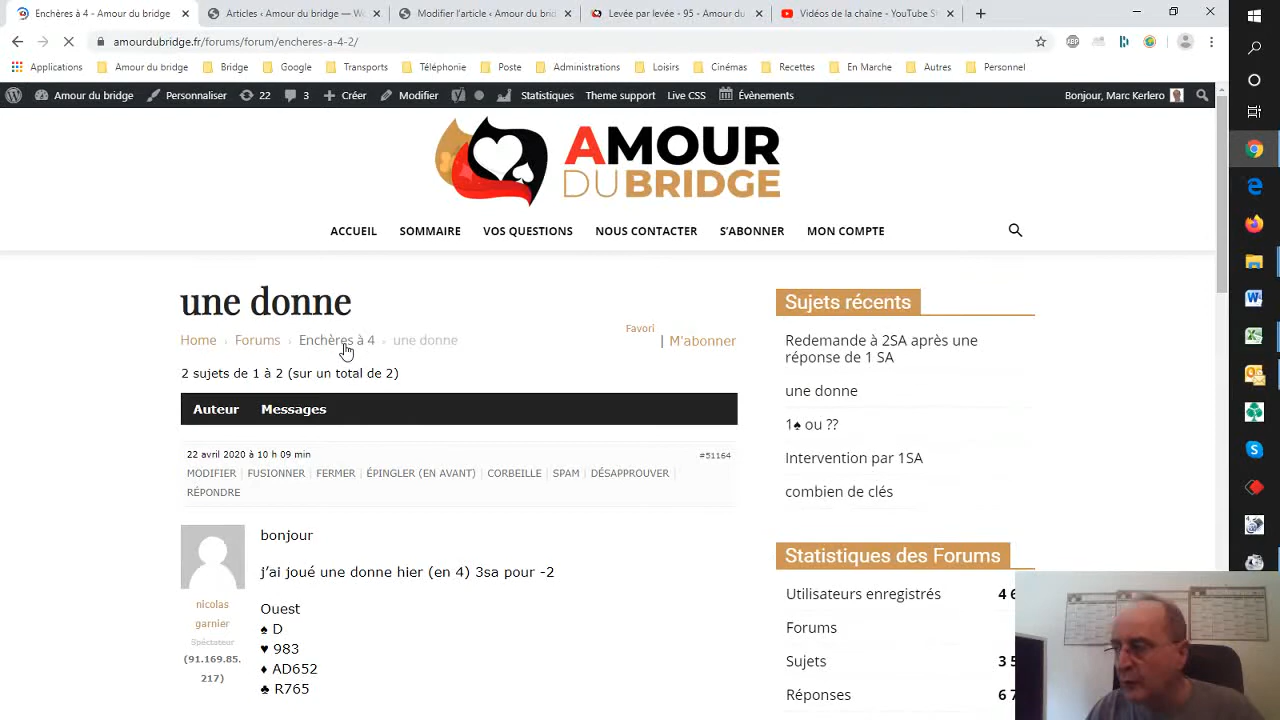 Enchères à 4 - Amour du bridge
Articles ‹ Amour du bridge — W
Modifier l'article ‹ Amour du brid
Levée par levée - 95 - Amour du
Vidéos de la chaîne - YouTube St
amourdubridge.fr/forums/forum/encheres-a-4-2/
Applications
Amour du bridge
Bridge
Google
Transports
Téléphonie
Poste
Administrations
Loisirs
Cinémas
Recettes
En Marche
Autres
Personnel
Amour du bridge
Personnaliser
22
3
Créer
Modifier
Statistiques
Theme support
Live CSS
Évènements
Bonjour, Marc Kerlero
AMOUR
DU BRIDGE
ACCUEIL
SOMMAIRE
VOS QUESTIONS
NOUS CONTACTER
S'ABONNER
MON COMPTE
une donne
Home › Forums › Enchères à 4 › une donne
Favori
| M'abonner
2 sujets de 1 à 2 (sur un total de 2)
Auteur Messages
22 avril 2020 à 10 h 09 min
#51164
MODIFIER | FUSIONNER | FERMER | ÉPINGLER (EN AVANT) | CORBEILLE | SPAM | DÉSAPPROUVER |
RÉPONDRE
nicolas
garnier
Spectateur
(91.169.85.
217)
bonjour
j'ai joué une donne hier (en 4) 3sa pour -2
Ouest
♠ D
♥ 983
♦ AD652
♣ R765
Sujets récents
Redemande à 2SA après une
réponse de 1 SA
une donne
1♠ ou ??
Intervention par 1SA
combien de clés
Statistiques des Forums
Utilisateurs enregistrés 4 6
Forums
Sujets 3 5
Réponses 6 7